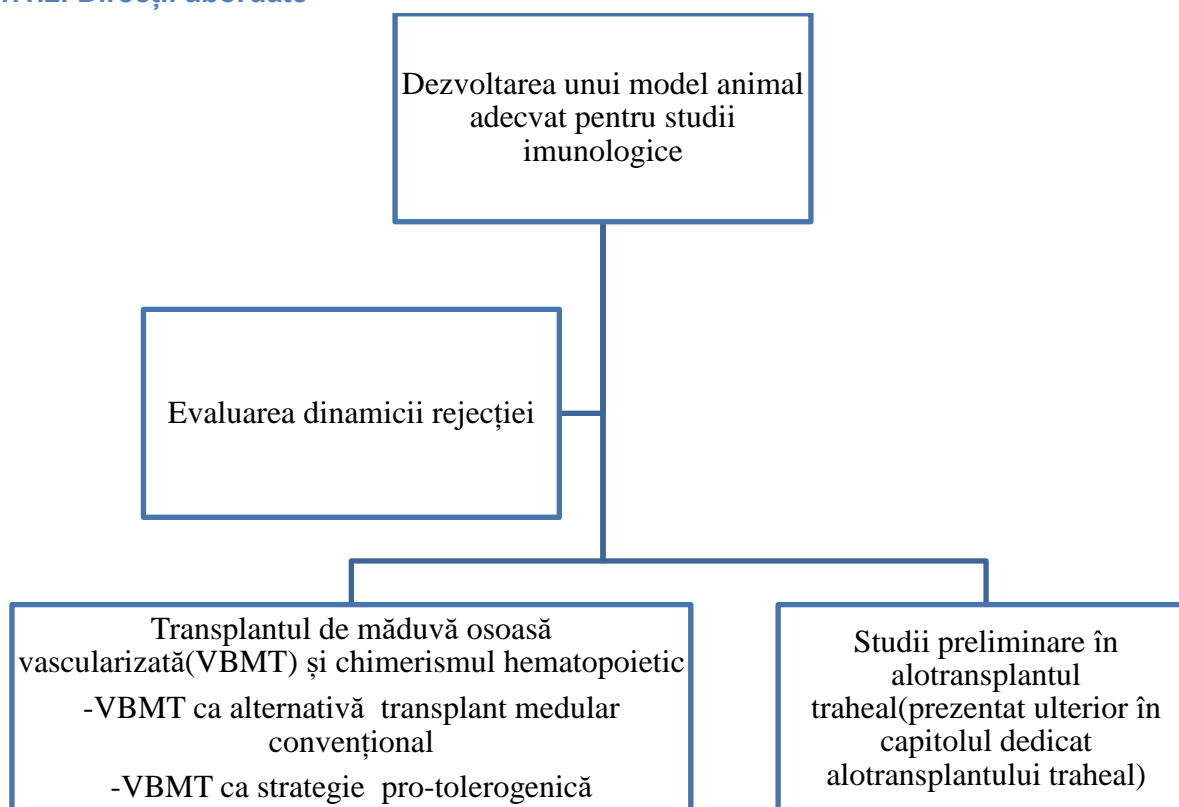 Direcții abordate
Dezvoltarea unui model animal
adecvat pentru studii
imunologice
Evaluarea dinamicii rejecției
Transplantul de măduvă osoasă
vascularizată(VBMT) și chimerismul hematopoietic
-VBMT ca alternativă transplant medular
convențional
-VBMT ca strategie pro-tolerogenică
Studii preliminare în
alotransplantul
traheal(prezentat ulterior în
capitolul dedicat
alotransplantului traheal)